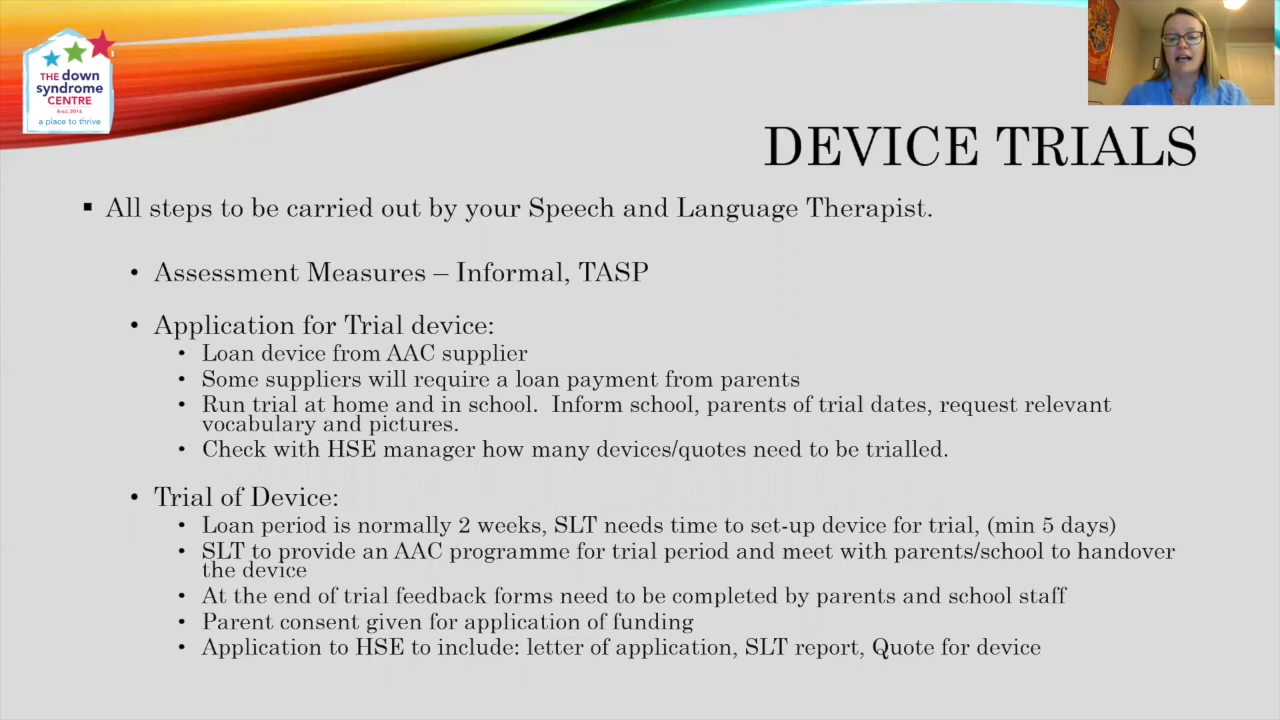 THE down
syndrome
CENTRE
Estd. 2014
a place to thrive
DEVICE TRIALS
▪ All steps to be carried out by your Speech and Language Therapist.
• Assessment Measures – Informal, TASP
• Application for Trial device:
• Loan device from AAC supplier
• Some suppliers will require a loan payment from parents
• Run trial at home and in school. Inform school, parents of trial dates, request relevant
vocabulary and pictures.
• Check with HSE manager how many devices/quotes need to be trialled.
• Trial of Device:
• Loan period is normally 2 weeks, SLT needs time to set-up device for trial, (min 5 days)
• SLT to provide an AAC programme for trial period and meet with parents/school to handover
the device
• At the end of trial feedback forms need to be completed by parents and school staff
• Parent consent given for application of funding
• Application to HSE to include: letter of application, SLT report, Quote for device